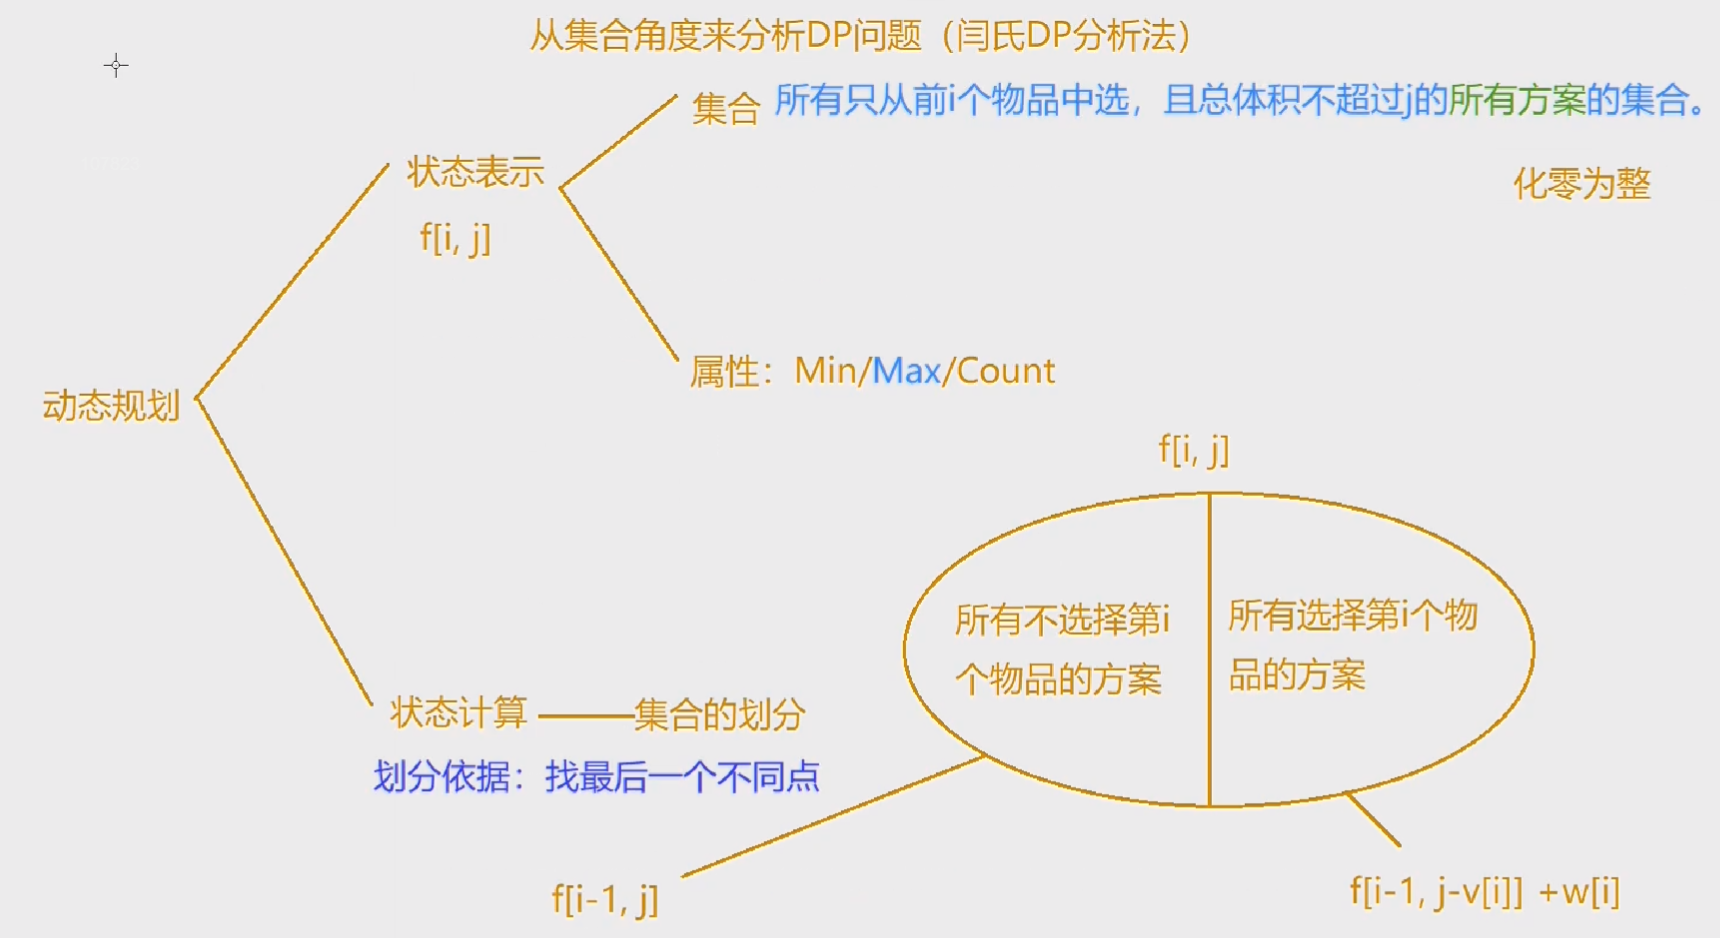 从集合角度来分析DP问题（闫氏DP分析法）
集合 所有只从前i个物品中选，且总体积不超过j的所有方案的集合。
化零为整
状态表示
f[i, j]
属性：Min/Max/Count
动态规划
f[i, j]
所有不选择第i
个物品的方案
所有选择第i个物
品的方案
状态计算 集合的划分
划分依据：找最后一个不同点
f[i-1, j]
f[i-1, j-v[i]] +w[i]